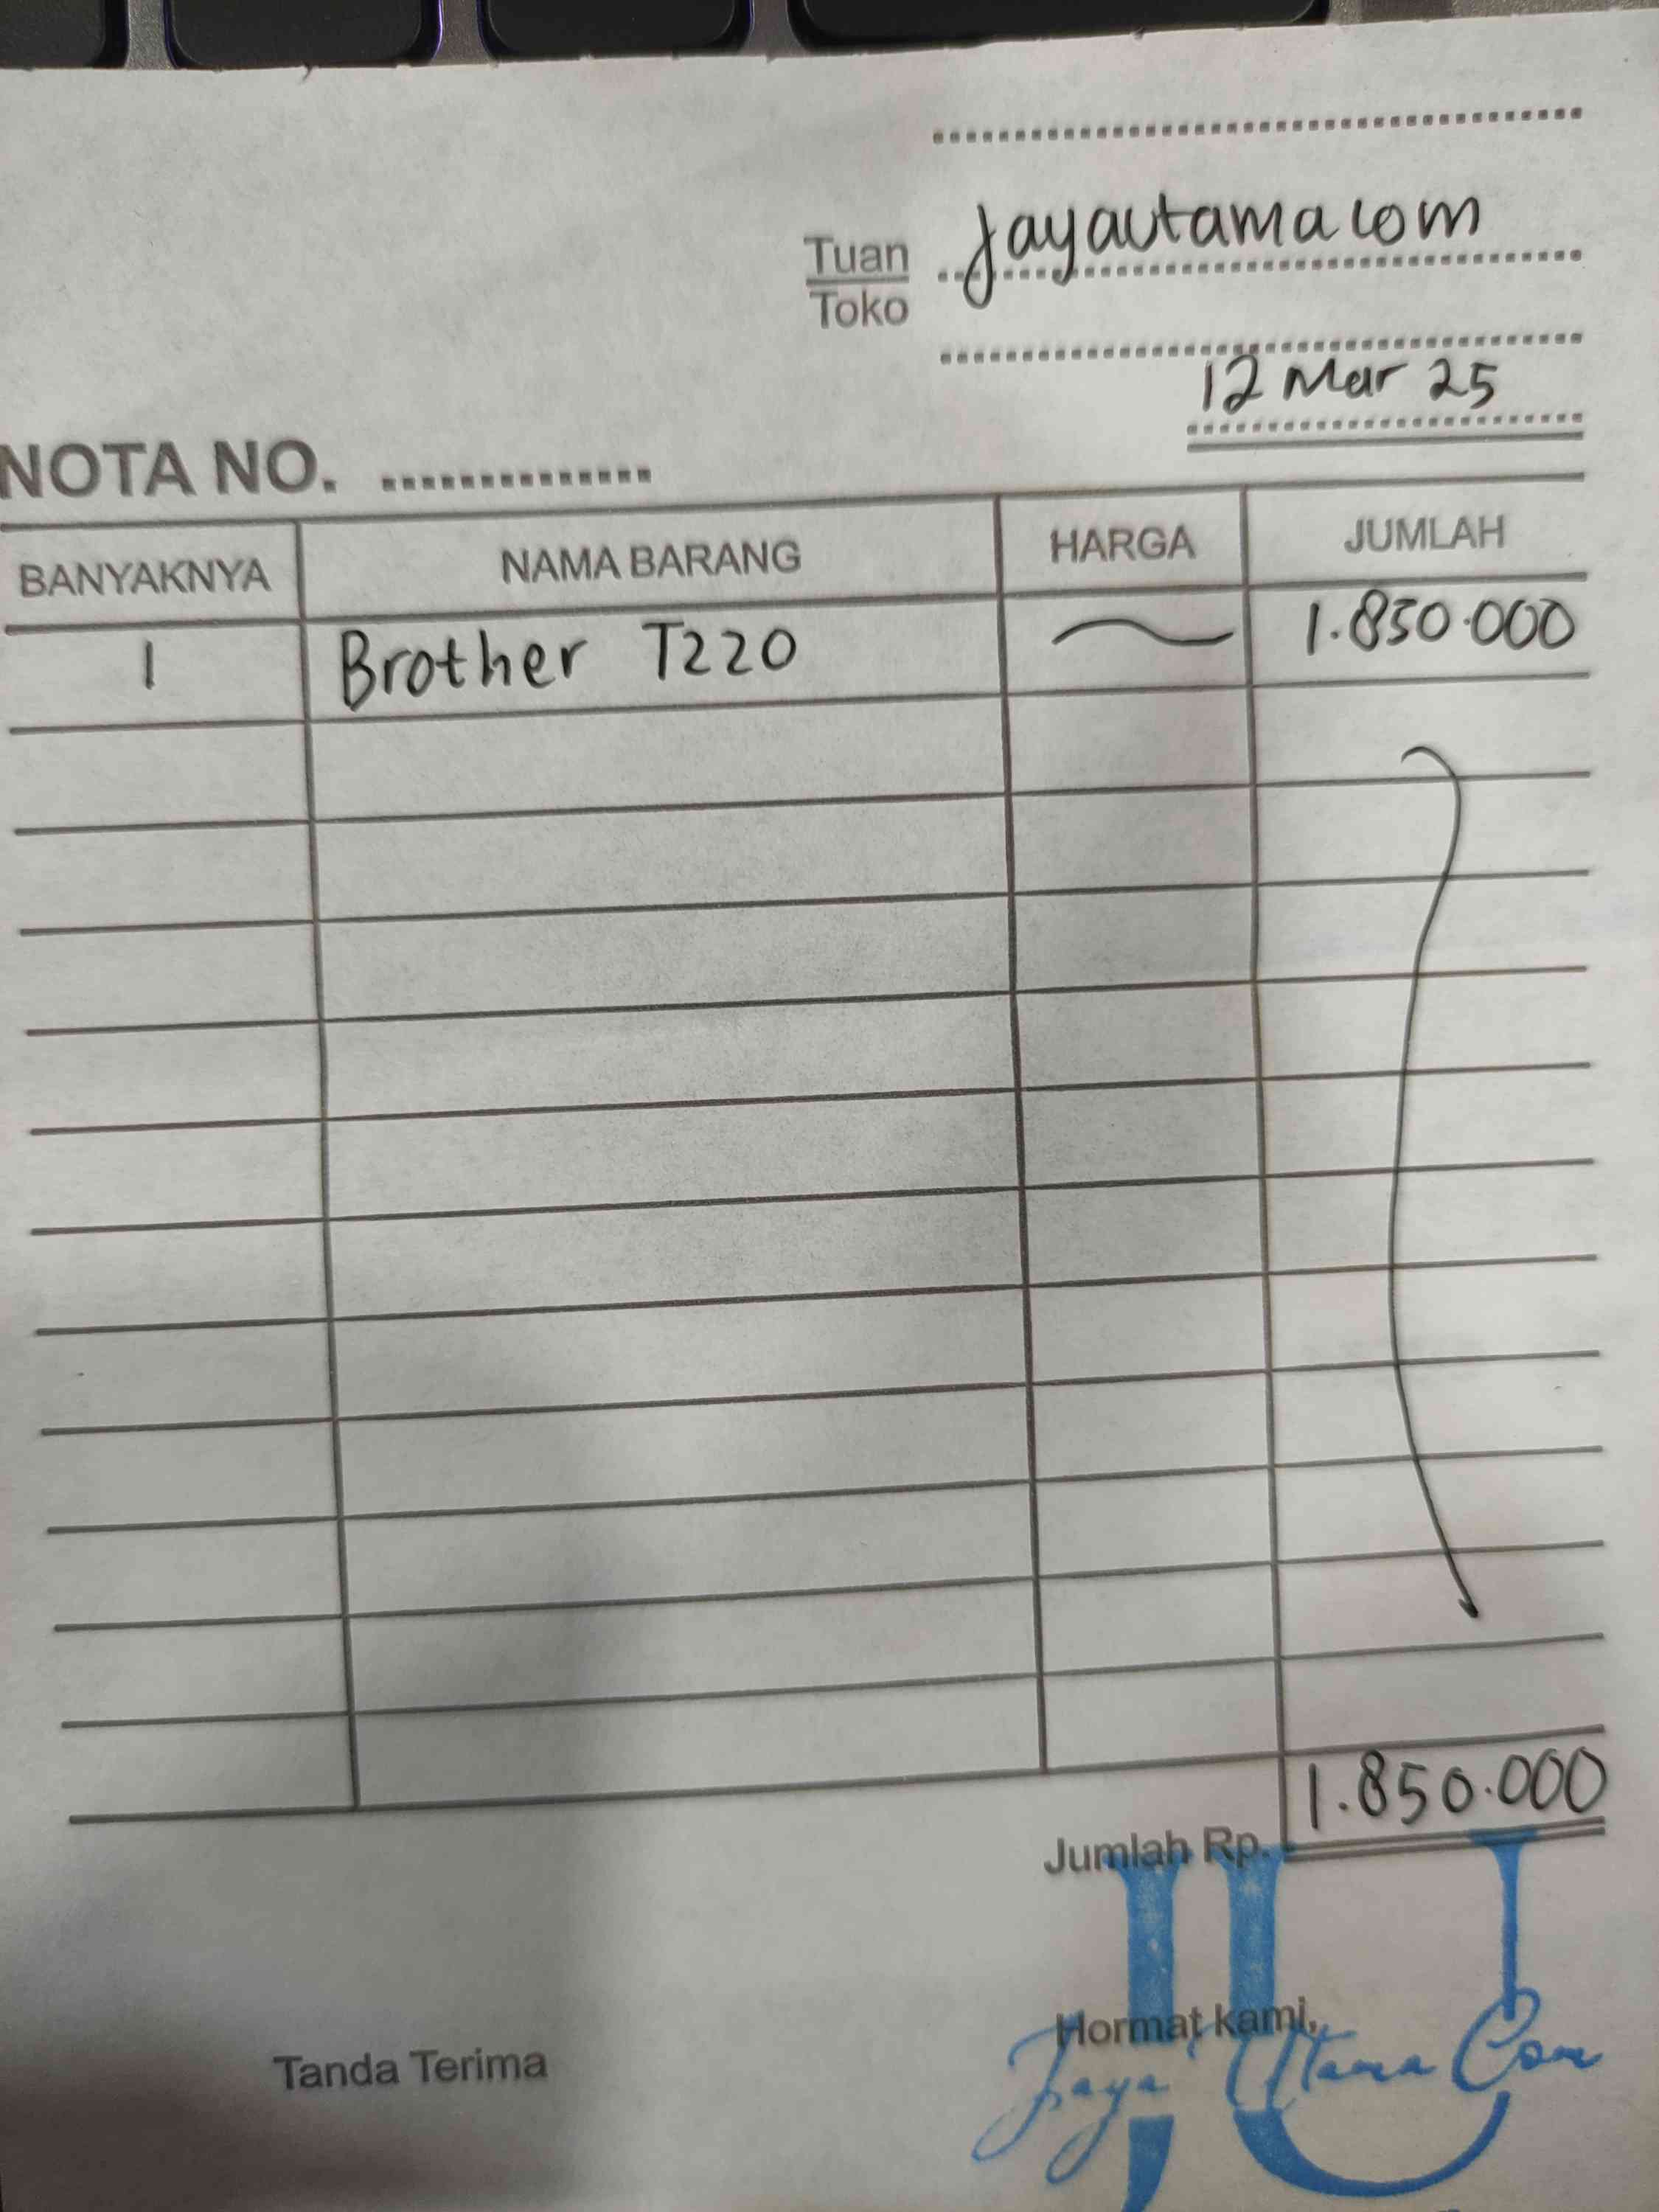 Tuan
Toko
Jayautamacom
12 Mar 25
NOTA NO. ..............
BANYAKNYA NAMA BARANG HARGA JUMLAH
1 Brother T220 1.850.000
1.850.000
Jumlah Rp.
JU
Tanda Terima Hormat kami,
Jaya Utama Com